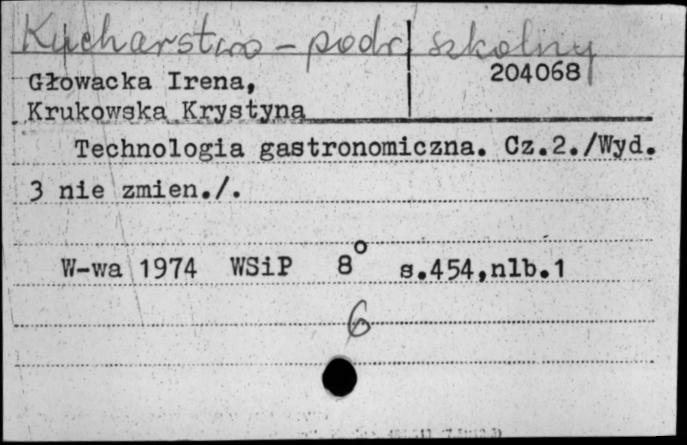 Kucharstwo – podr. szkolny
204068
Głowacka Irena,
Krukowska Krystyna
Technologia gastronomiczna. Cz.2./Wyd.
3 nie zmien./.
W-wa 1974 WSiP 8° s.454,nlb.1
6